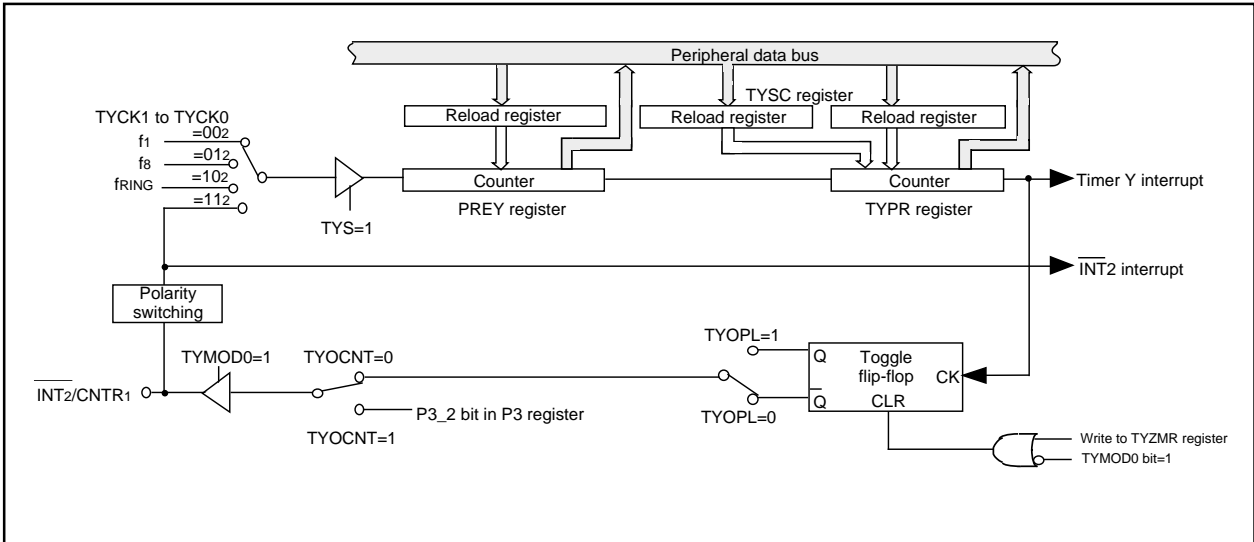 Peripheral data bus
TYSC register
Reload register
Reload register
Reload register
TYCK1 to TYCK0
f1
=002
f8
=012
fRING
=102
=112
TYS=1
Counter
PREY register
Counter
TYPR register
Timer Y interrupt
INT2 interrupt
Polarity
switching
TYMOD0=1
INT2/CNTR1
TYOCNT=0
P3_2 bit in P3 register
TYOCNT=1
TYOPL=1
TYOPL=0
Q
Toggle
flip-flop
CK
Q
CLR
Write to TYZMR register
TYMOD0 bit=1